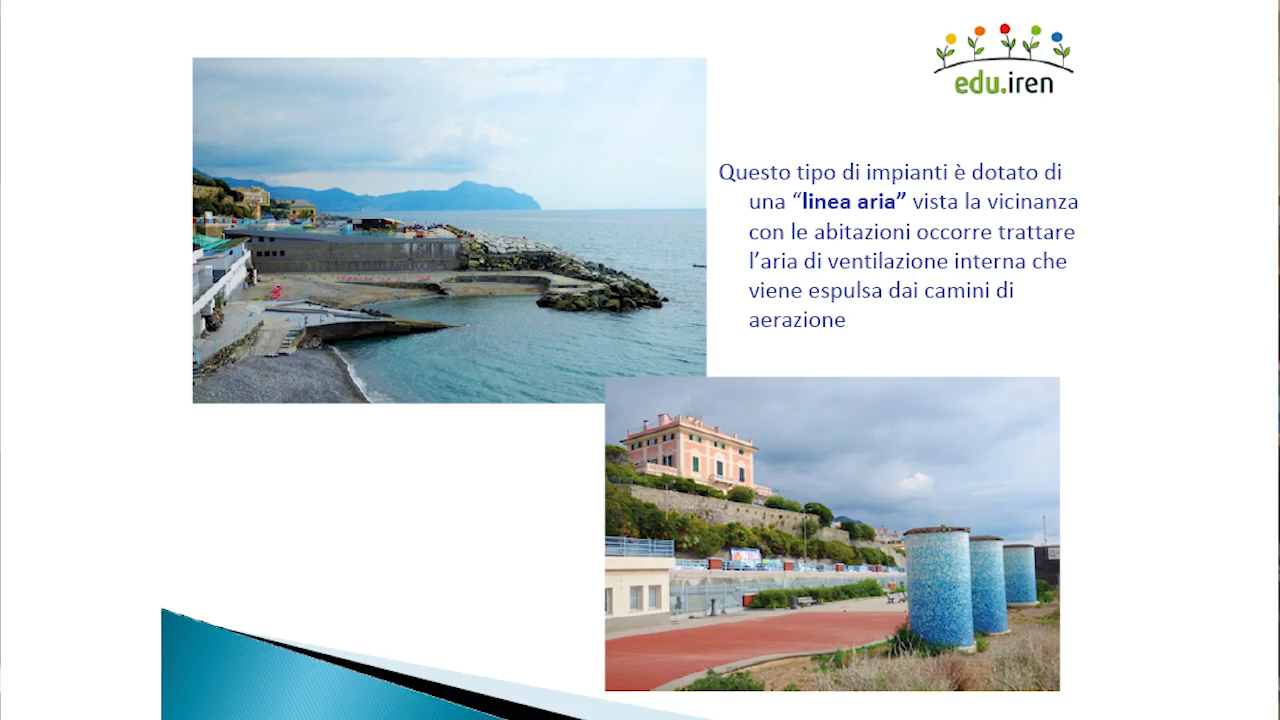 edu.iren
Questo tipo di impianti è dotato di
una “linea aria” vista la vicinanza
con le abitazioni occorre trattare
l’aria di ventilazione interna che
viene espulsa dai camini di
aerazione